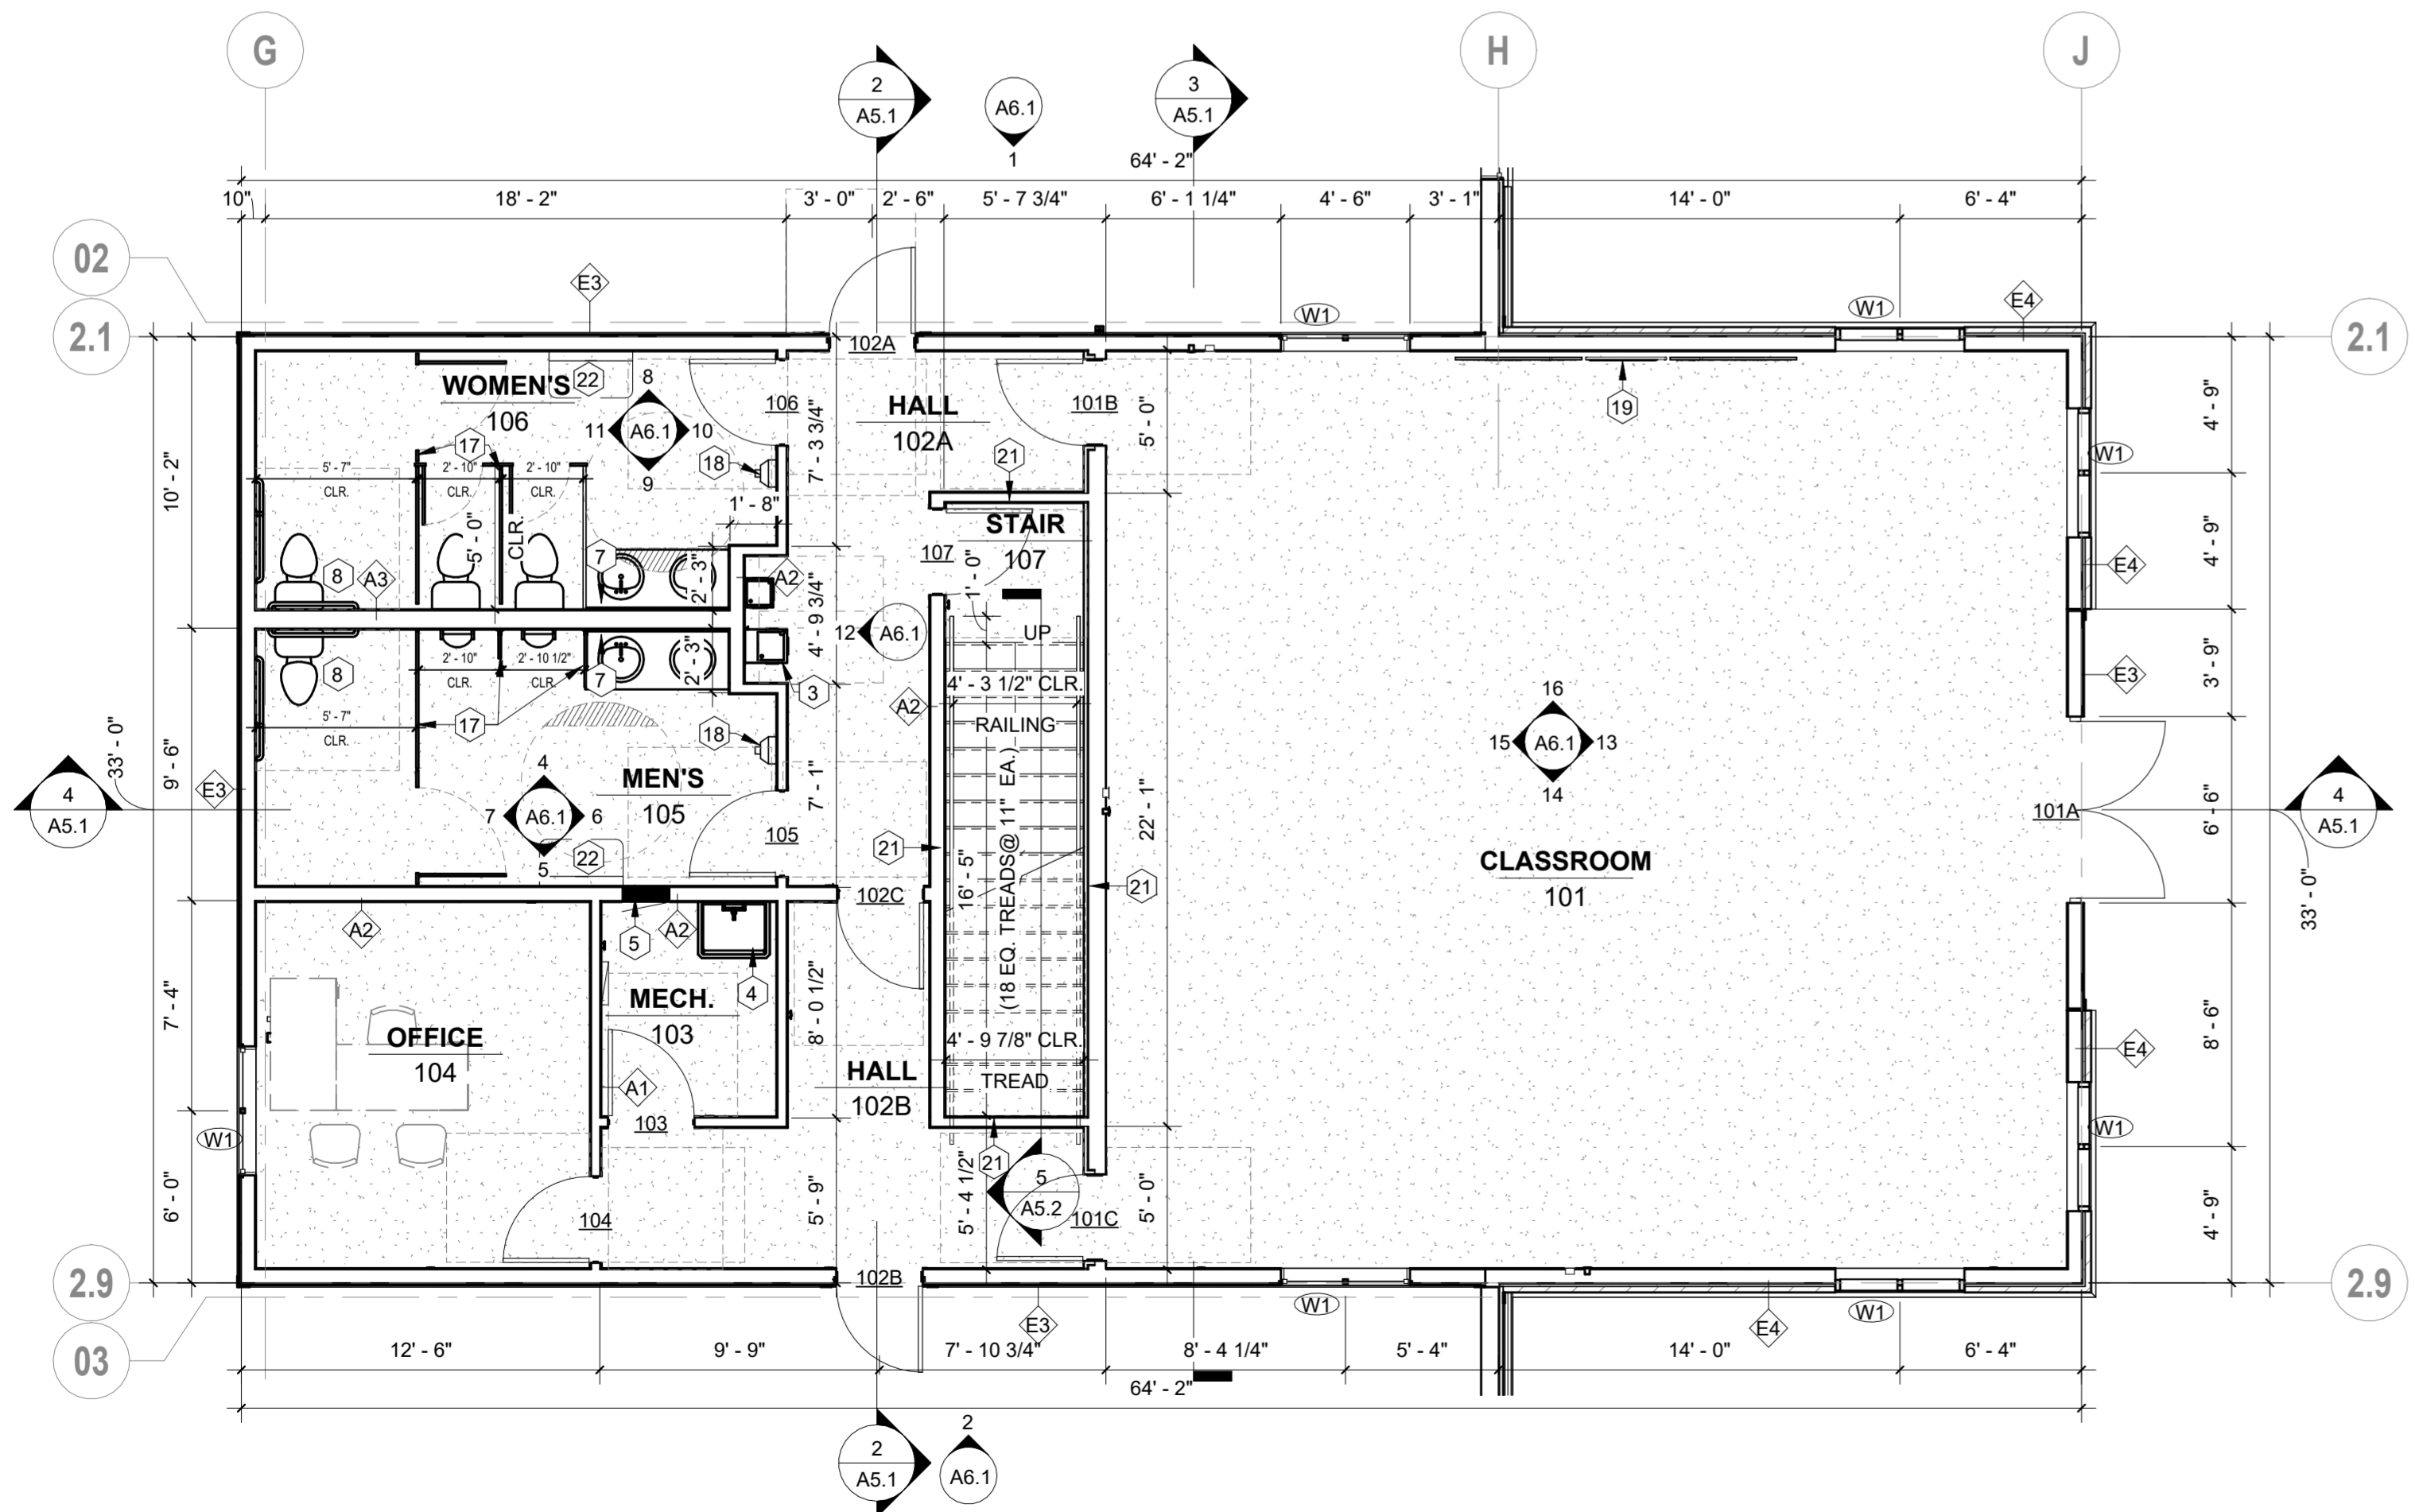 G
H
J
2
A5.1
A6.1
1
3
A5.1
64' - 2"
10"
18' - 2"
3' - 0"
2' - 6"
5' - 7 3/4"
6' - 1 1/4"
4' - 6"
3' - 1"
14' - 0"
6' - 4"
02
2.1
2.1
E3
W1
W1
E4
102A
WOMEN'S
106
22
8
11
A6.1
10
9
106
HALL
102A
101B
19
17
18
21
7' - 3 3/4"
5' - 0"
4' - 9"
W1
10' - 2"
5' - 7"
CLR.
2' - 10"
CLR.
2' - 10"
CLR.
5' - 0"
CLR.
1' - 8"
STAIR
107
107
1' - 0"
4' - 9"
E4
8
A3
7
2' - 3"
A2
4' - 9 3/4"
12
A6.1
UP
8
2' - 10"
CLR.
2' - 10 1/2"
CLR.
7
2' - 3"
3
4' - 3 1/2" CLR.
RAILING
A2
3' - 9"
E3
5' - 7"
CLR.
17
18
16
15
A6.1
13
14
4
A5.1
33' - 0"
9' - 6"
E3
4
7
A6.1
6
5
MEN'S
105
22
105
7' - 1"
21
16' - 5"
(18 EQ. TREADS@ 11" EA.)
22' - 1"
21
CLASSROOM
101
101A
6' - 6"
4
A5.1
33' - 0"
102C
A2
5
A2
4
7' - 4"
OFFICE
104
MECH.
103
8' - 0 1/2"
4' - 9 7/8" CLR.
TREAD
8' - 6"
E4
A1
HALL
102B
103
W1
W1
21
5
A5.2
6' - 0"
104
5' - 9"
5' - 4 1/2"
101C
5' - 0"
4' - 9"
2.9
102B
2.9
W1
W1
E3
E4
03
12' - 6"
9' - 9"
7' - 10 3/4"
8' - 4 1/4"
5' - 4"
14' - 0"
6' - 4"
64' - 2"
2
A5.1
2
A6.1